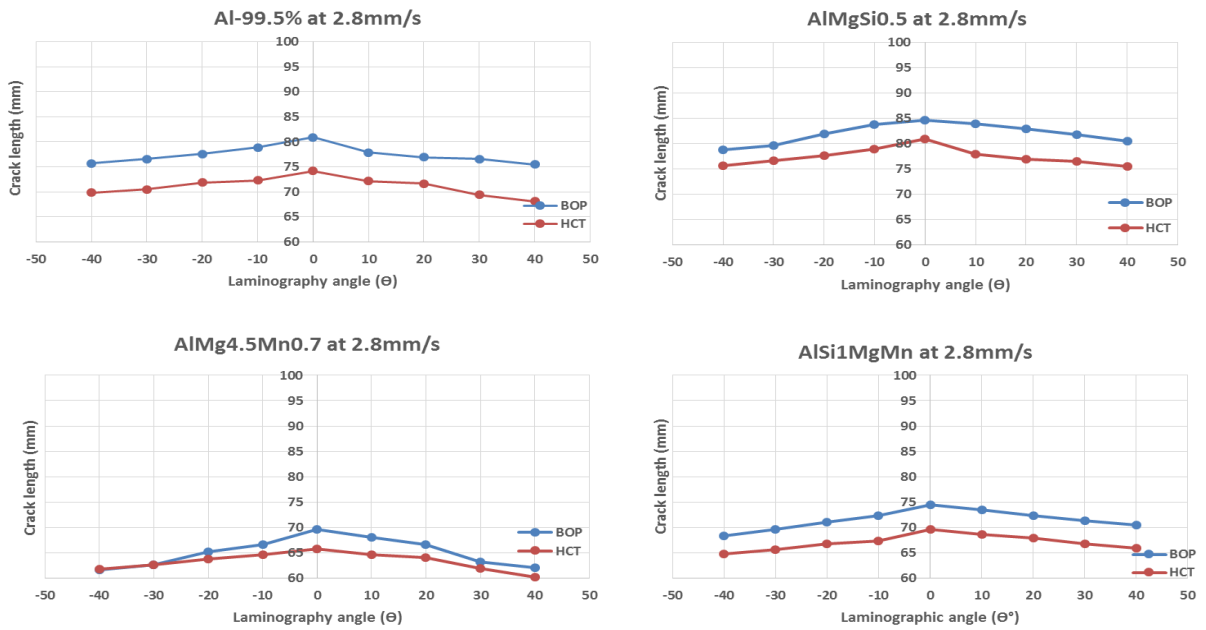 Al-99.5% at 2.8mm/s
100
95
90
85
80
75
70
65
60
-50 -40 -30 -20 -10 0 10 20 30 40 50
Crack length (mm)
Laminography angle (Ɵ)
BOP
HCT
AlMgSi0.5 at 2.8mm/s
100
95
90
85
80
75
70
65
60
-50 -40 -30 -20 -10 0 10 20 30 40 50
Crack length (mm)
Laminography angle (Ɵ)
BOP
HCT
AlMg4.5Mn0.7 at 2.8mm/s
100
95
90
85
80
75
70
65
60
-50 -40 -30 -20 -10 0 10 20 30 40 50
Crack length (mm)
Laminography angle (Ɵ)
BOP
HCT
AlSi1MgMn at 2.8mm/s
100
95
90
85
80
75
70
65
60
-50 -40 -30 -20 -10 0 10 20 30 40 50
Crack length (mm)
Laminographic angle (Ɵ°)
BOP
HCT